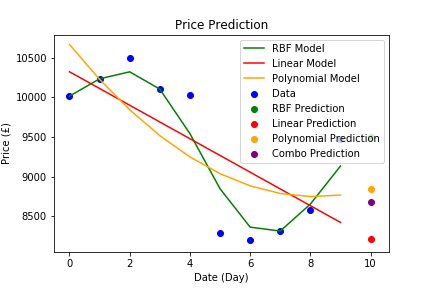 Price Prediction
Price (£)
10500
10000
9500
9000
8500
0
2
4
6
8
10
Date (Day)
RBF Model
Linear Model
Polynomial Model
Data
RBF Prediction
Linear Prediction
Polynomial Prediction
Combo Prediction